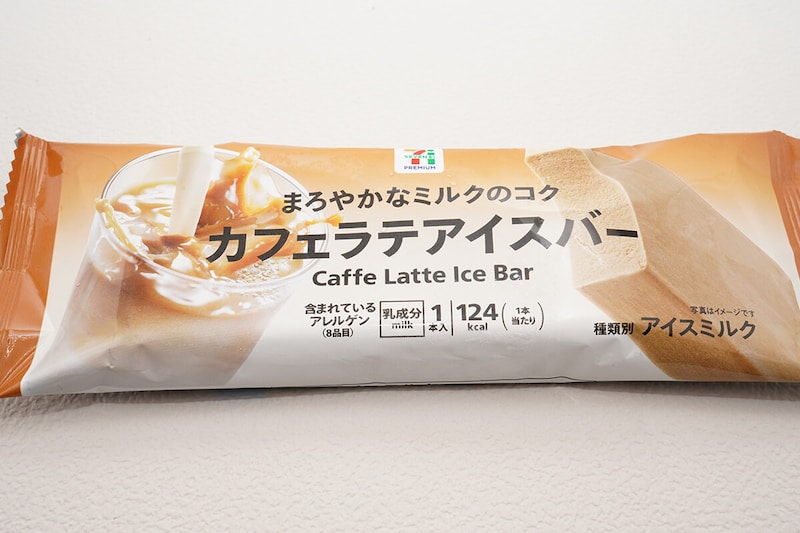 SEVEN & i
PREMIUM
まろやかなミルクのコク
カフェラテアイスバー
Caffe Latte Ice Bar
含まれている
アレルゲン
(8品目)
乳成分
milk
1
本入
124
kcal
(1本
当たり)
写真はイメージです
種類別 アイスミルク